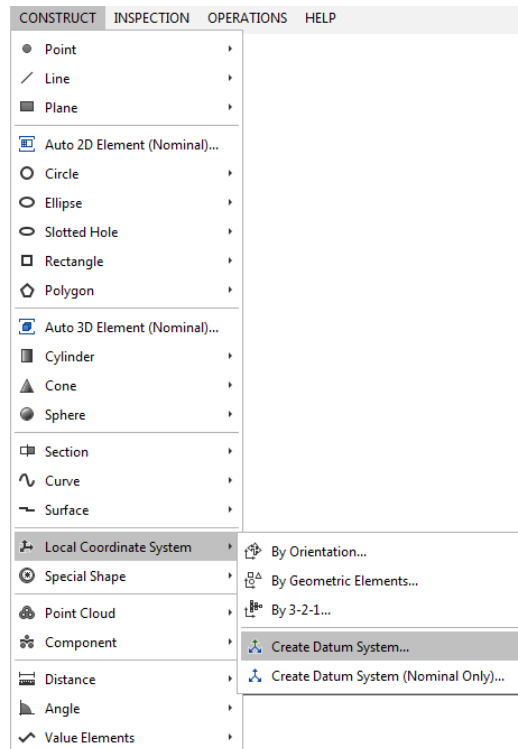 CONSTRUCT INSPECTION OPERATIONS HELP
Point
Line
Plane
Auto 2D Element (Nominal)...
Circle
Ellipse
Slotted Hole
Rectangle
Polygon
Auto 3D Element (Nominal)...
Cylinder
Cone
Sphere
Section
Curve
Surface
Local Coordinate System
By Orientation...
Special Shape
By Geometric Elements...
Point Cloud
By 3-2-1...
Component
Create Datum System...
Distance
Create Datum System (Nominal Only)...
Angle
Value Elements